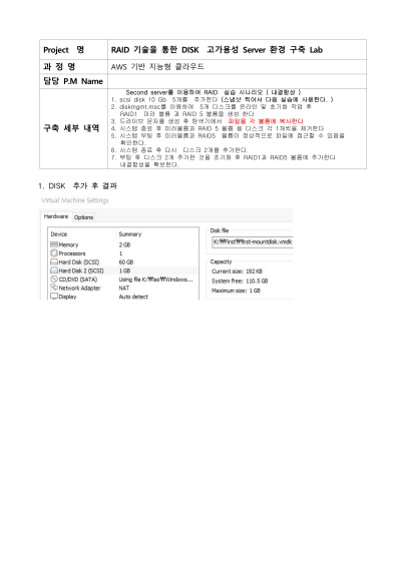 Project 명 RAID 기술을 통한 DISK 고가용성 Server 환경 구축 Lab
과 정 명 AWS 기반 지능형 클라우드
담당 P.M Name
구축 세부 내역
Second server를 이용하여 RAID 실습 시나리오 ( 내결함성 )
1. scsi disk 10 Gb 5개를 추가한다 (스냅샷 찍어서 다음 실습에 사용한다. )
2. diskmgmt.msc를 이용하여 5개 디스크를 온라인 및 초기화 작업 후
RAID1 미러 볼륨 과 RAID 5 볼륨을 생성 한다
3. 드라이브 문자를 생성 후 탐색기에서 파일을 각 볼륨에 복사한다
4. 시스템 종료 후 미러볼륨과 RAID 5 볼륨 용 디스크 각 1개씩을 제거한다
5. 시스템 부팅 후 미러볼륨과 RAID5 볼륨이 정상적으로 파일에 접근할 수 있음을
확인한다.
6. 시스템 종료 후 다시 디스크 2개를 추가한다.
7. 부팅 후 디스크 2개 추가한 것을 초기화 후 RAID1과 RAID5 볼륨에 추가한다
내결함성을 확보한다.
1. DISK 추가 후 결과
Virtual Machine Settings
Hardware Options
Device Summary
Memory 2 GB
Processors 1
Hard Disk (SCSI) 60 GB
Hard Disk 2 (SCSI) 1 GB
CD/DVD (SATA) Using file K:₩iso₩Windows...
Network Adapter NAT
Display Auto detect
Disk file
K:₩first₩first-mountdisk.vmdk
Capacity
Current size: 192 KB
System free: 110.5 GB
Maximum size: 1 GB